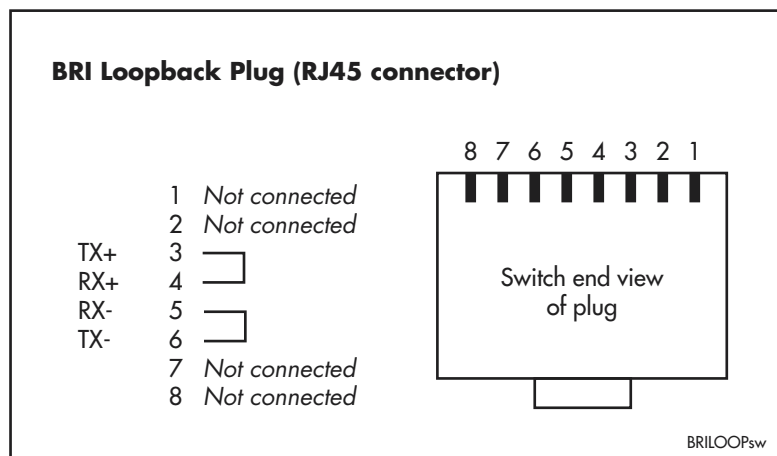 BRI Loopback Plug (RJ45 connector)
8 7 6 5 4 3 2 1
1 Not connected
2 Not connected
TX+ 3
RX+ 4
RX- 5
TX- 6
7 Not connected
8 Not connected
Switch end view
of plug
BRILOOPsw